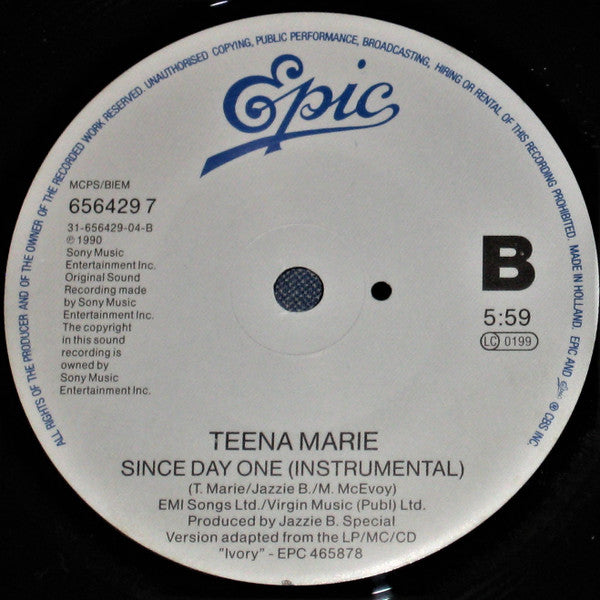 ALL RIGHTS OF THE PRODUCER AND OF THE OWNER OF THE RECORDED WORK RESERVED. UNAUTHORISED COPYING, PUBLIC PERFORMANCE, BROADCASTING, HIRING OR RENTAL OF THIS RECORDING PROHIBITED. MADE IN HOLLAND. EPIC AND Epic ® CBS INC.
Epic
MCPS/BIEM
656429 7
31-656429-04-B
℗ 1990
Sony Music
Entertainment Inc.
Original Sound
Recording made
by Sony Music
Entertainment Inc.
The copyright
in this sound
recording is
owned by
Sony Music
Entertainment Inc.
B
5:59
LC 0199
TEENA MARIE
SINCE DAY ONE (INSTRUMENTAL)
(T. Marie/Jazzie B./M. McEvoy)
EMI Songs Ltd./Virgin Music (Publ) Ltd.
Produced by Jazzie B. Special
Version adapted from the LP/MC/CD
"Ivory" - EPC 465878